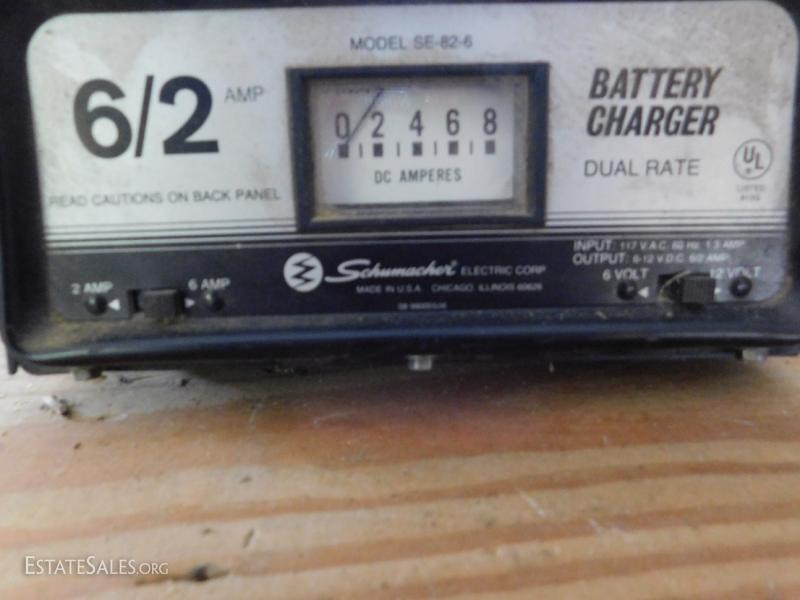 MODEL SE-82-6
6/2 AMP
BATTERY
CHARGER
DUAL RATE
UL
LISTED
READ CAUTIONS ON BACK PANEL
0 2 4 6 8
DC AMPERES
INPUT: 117 V.A.C. 60 Hz. 1.3 AMP.
OUTPUT: 6-12 V.D.C. 6/2 AMP.
2 AMP
6 AMP
Schumacher ELECTRIC CORP
MADE IN U.S.A. CHICAGO, ILLINOIS 60626
6 VOLT
12 VOLT
ESTATESALES.ORG